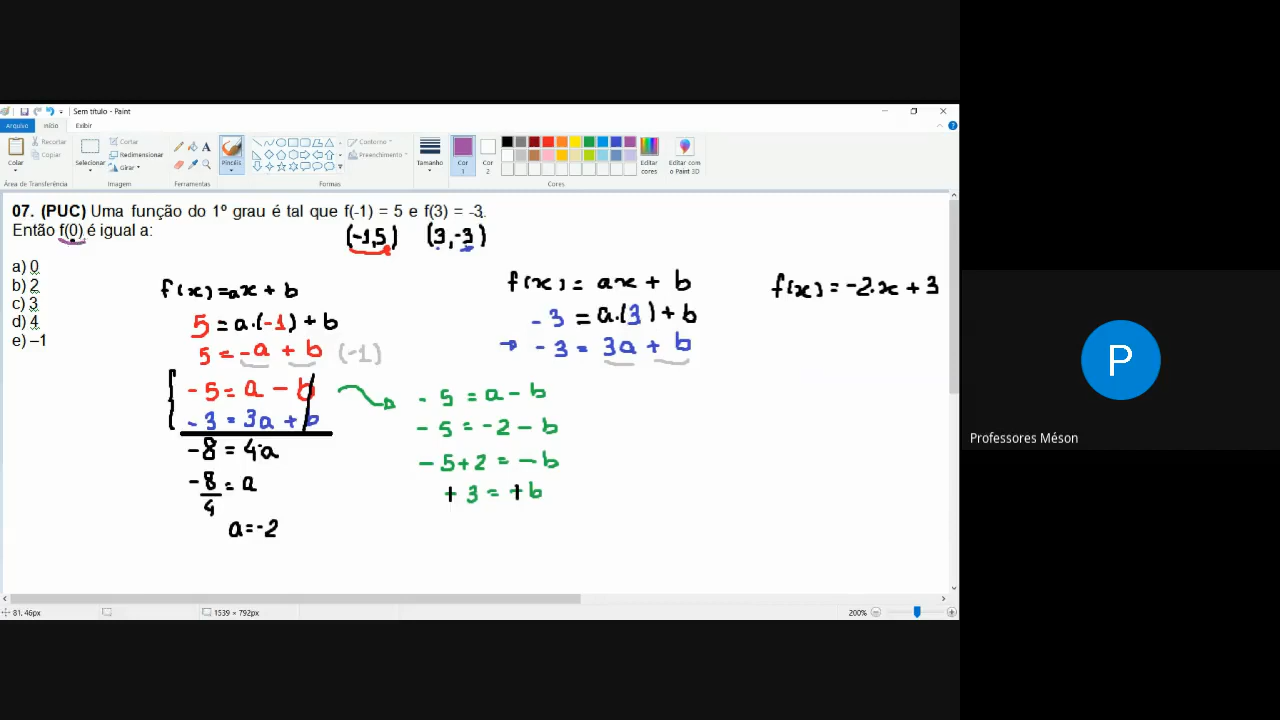 Sem título - Paint
Arquivo Início Exibir
Colar
Recortar
Copiar
Área de Transferência
Selecionar
Cortar
Redimensionar
Girar
Imagem
Ferramentas
Pincéis
Contorno
Preenchimento
Formas
Tamanho
Cor 1
Cor 2
Editar cores
Editar com o Paint 3D
Cores
07. (PUC) Uma função do 1º grau é tal que f(-1) = 5 e f(3) = -3.
Então f(0) é igual a:
(-1,5) (3,-3)
a) 0
b) 2
c) 3
d) 4
e) –1
f(x)=ax + b
5 = a.(-1) + b
5 = -a + b (-1)
-5 = a - b
-3 = 3a + b
-8 = 4.a
-8/4 = a
a = -2
f(x) = ax + b
-3 = a.(3) + b
→ -3 = 3a + b
-5 = a - b
-5 = -2 - b
-5+2 = -b
+3 = +b
f(x) = -2.x + 3
81, 46px
1539 × 792px
200%
P
Professores Méson